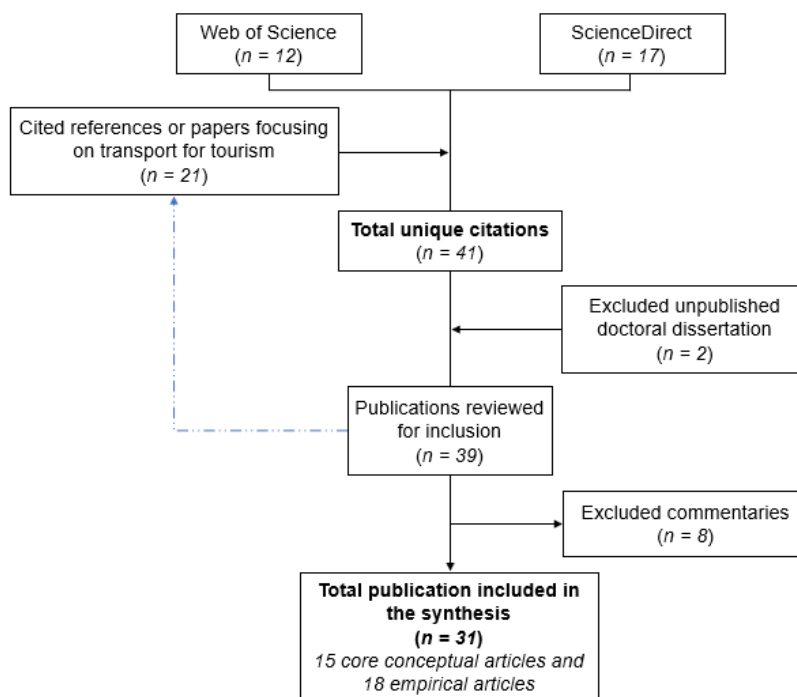 Web of Science
(n = 12)
ScienceDirect
(n = 17)
Cited references or papers focusing
on transport for tourism
(n = 21)
Total unique citations
(n = 41)
Excluded unpublished
doctoral dissertation
(n = 2)
Publications reviewed
for inclusion
(n = 39)
Excluded commentaries
(n = 8)
Total publication included in
the synthesis
(n = 31)
15 core conceptual articles and
18 empirical articles